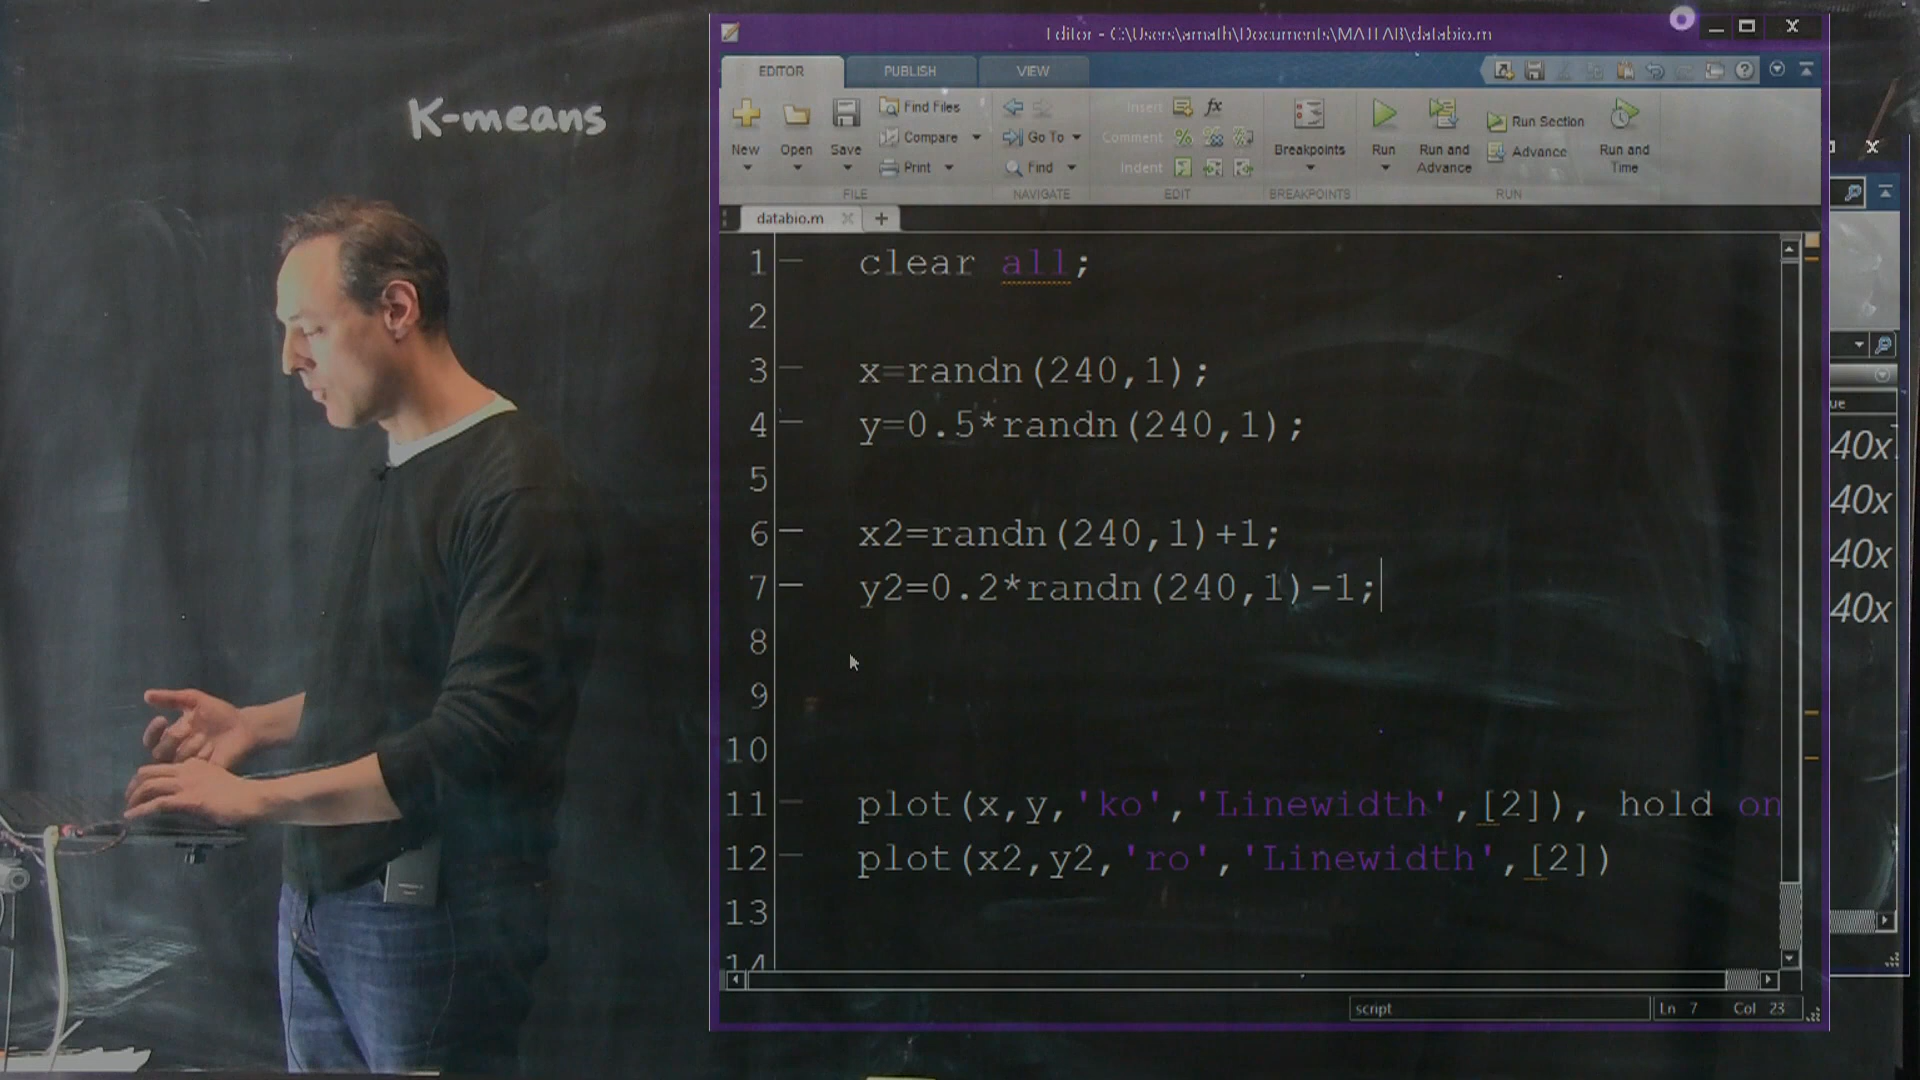 K-means
Editor - C:\Users\amath\Documents\MATLAB\databio.m
EDITOR PUBLISH VIEW
New
Open
Save
Find Files
Compare
Print
FILE
Go To
Find
NAVIGATE
Insert fx
Comment
Indent
EDIT
Breakpoints
BREAKPOINTS
Run
Run and Advance
Run Section
Advance
Run and Time
RUN
databio.m
1 clear all;
2
3 x=randn(240,1);
4 y=0.5*randn(240,1);
5
6 x2=randn(240,1)+1;
7 y2=0.2*randn(240,1)-1;
8
9
10
11 plot(x,y,'ko','Linewidth',[2]), hold on
12 plot(x2,y2,'ro','Linewidth',[2])
13
14
script Ln 7 Col 23
ue
40x
40x
40x
40x